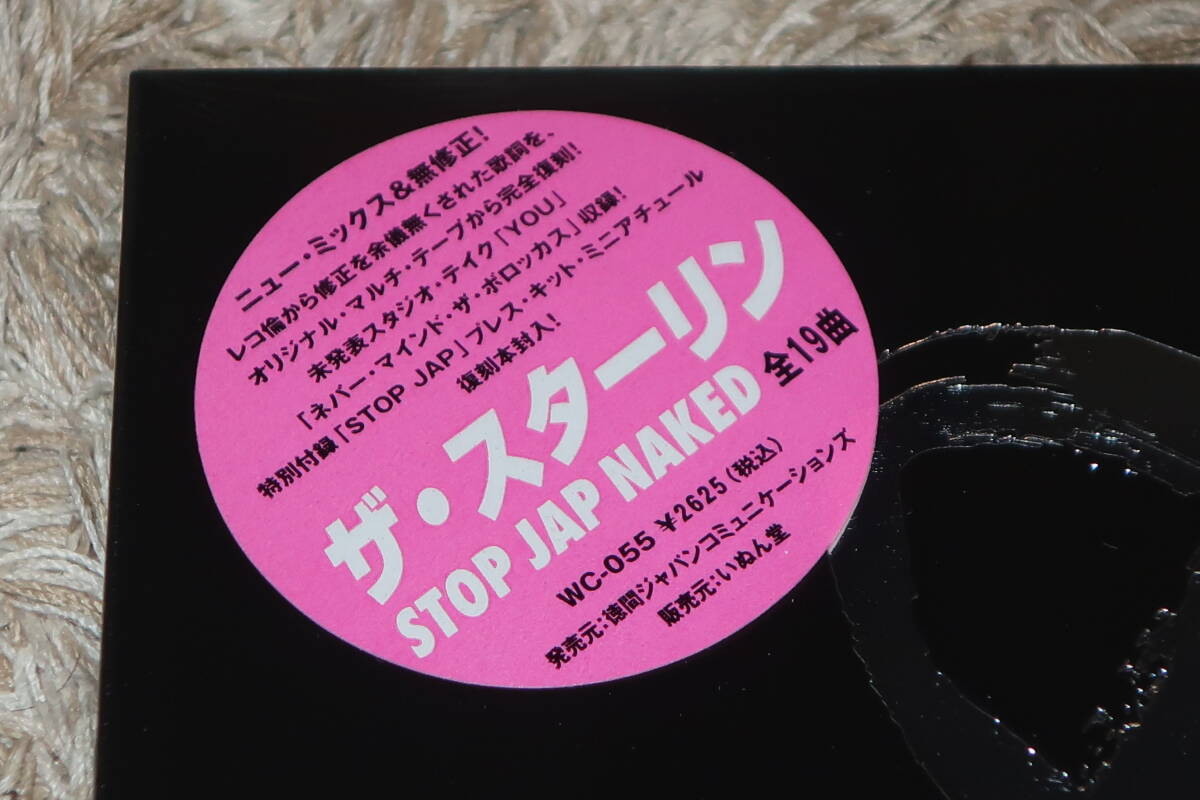 ニュー・ミックス&無修正!
レコ倫から修正を余儀無くされた歌詞を、
オリジナル・マルチ・テープから完全復刻!
未発表スタジオ・テイク「YOU」
「ネバー・マインド・ザ・ボロッカス」収録!
特別付録「STOP JAP」プレス・キット・ミニアチュール
復刻本封入!
ザ・スターリン
STOP JAP NAKED 全19曲
WC-055 ¥2625(税込)
発売元:徳間ジャパンコミュニケーションズ
販売元:いぬん堂